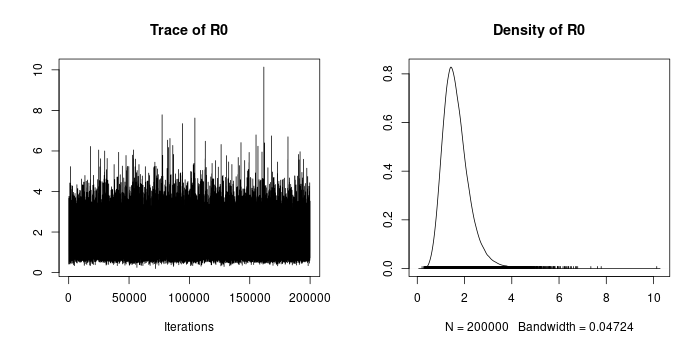 Trace of R0
10
8
6
4
2
0
0 50000 100000 150000 200000
Iterations
Density of R0
0.8
0.6
0.4
0.2
0.0
0 2 4 6 8 10
N = 200000 Bandwidth = 0.04724